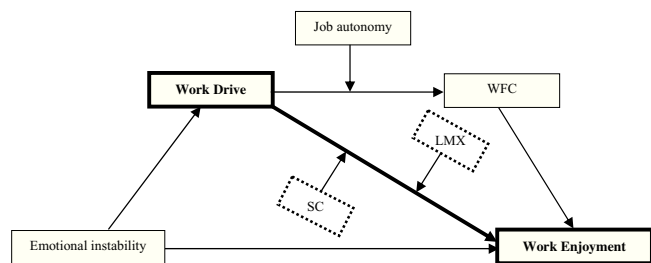 Job autonomy
Work Drive
WFC
LMX
SC
Emotional instability
Work Enjoyment